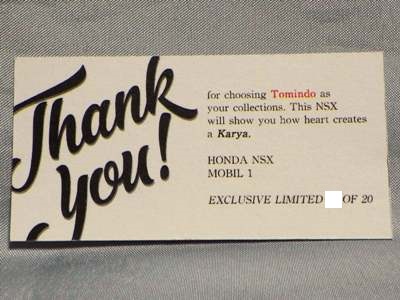 Thank
you!
for choosing Tomindo as
your collections. This NSX
will show you how heart creates
a Karya.
HONDA NSX
MOBIL 1
EXCLUSIVE LIMITED OF 20